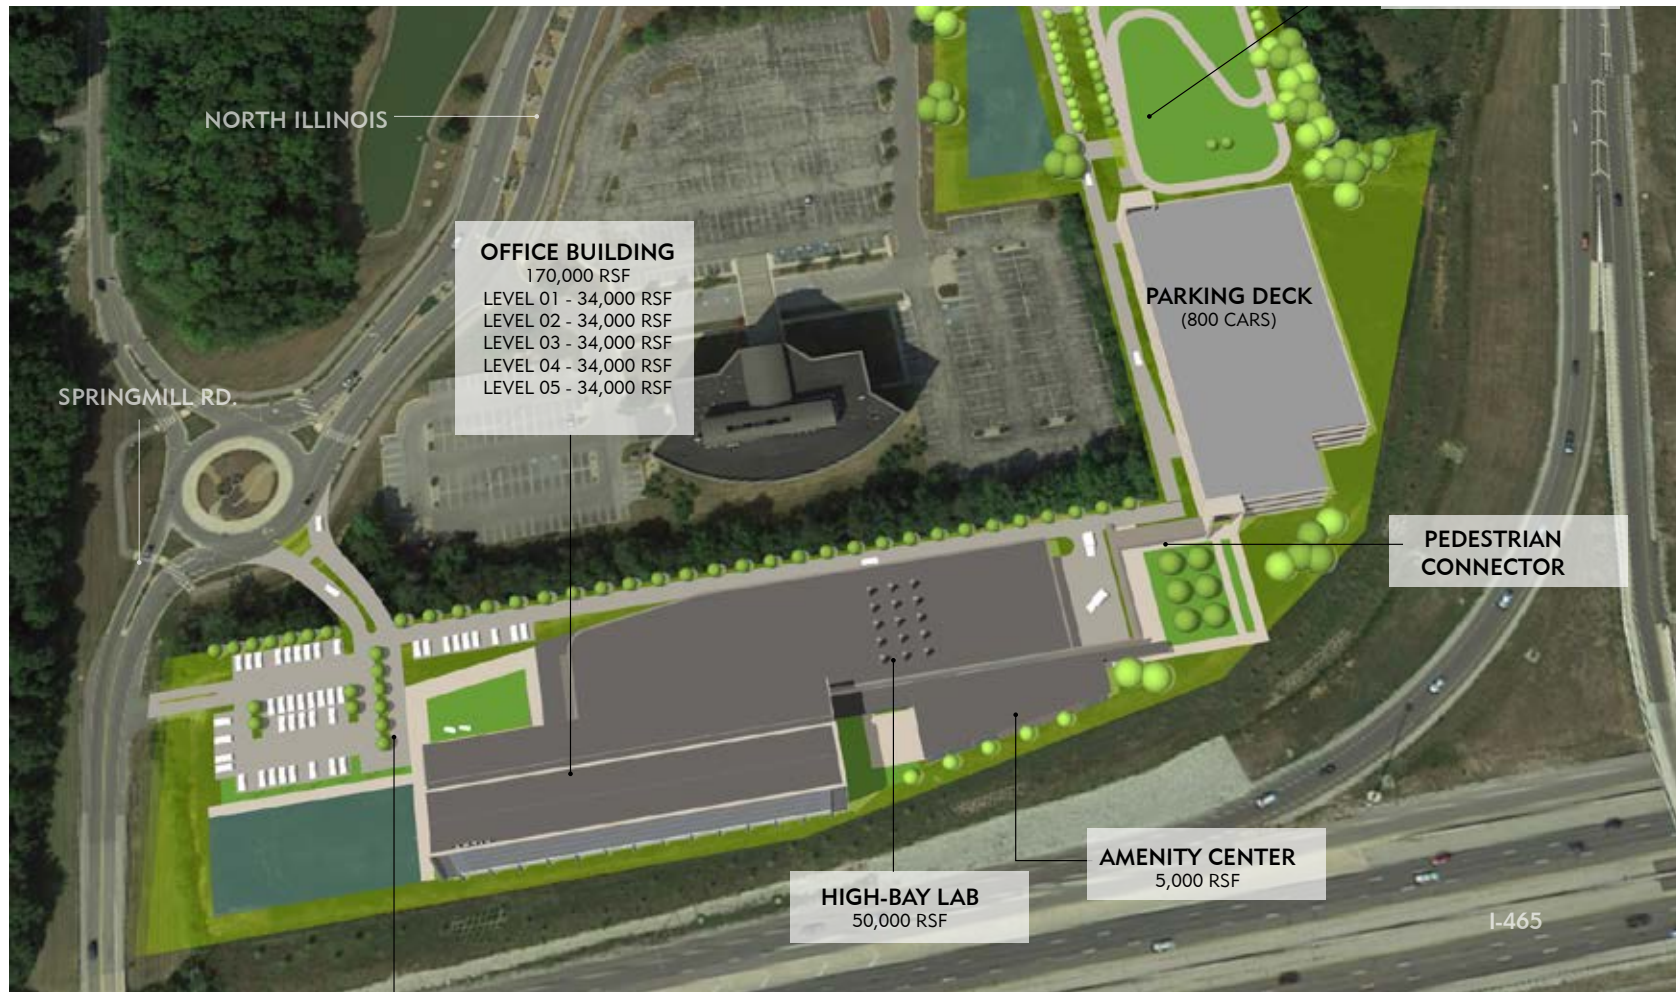 NORTH ILLINOIS
OFFICE BUILDING
170,000 RSF
LEVEL 01 - 34,000 RSF
LEVEL 02 - 34,000 RSF
LEVEL 03 - 34,000 RSF
LEVEL 04 - 34,000 RSF
LEVEL 05 - 34,000 RSF
PARKING DECK
(800 CARS)
SPRINGMILL RD.
PEDESTRIAN
CONNECTOR
AMENITY CENTER
5,000 RSF
HIGH-BAY LAB
50,000 RSF
I-465